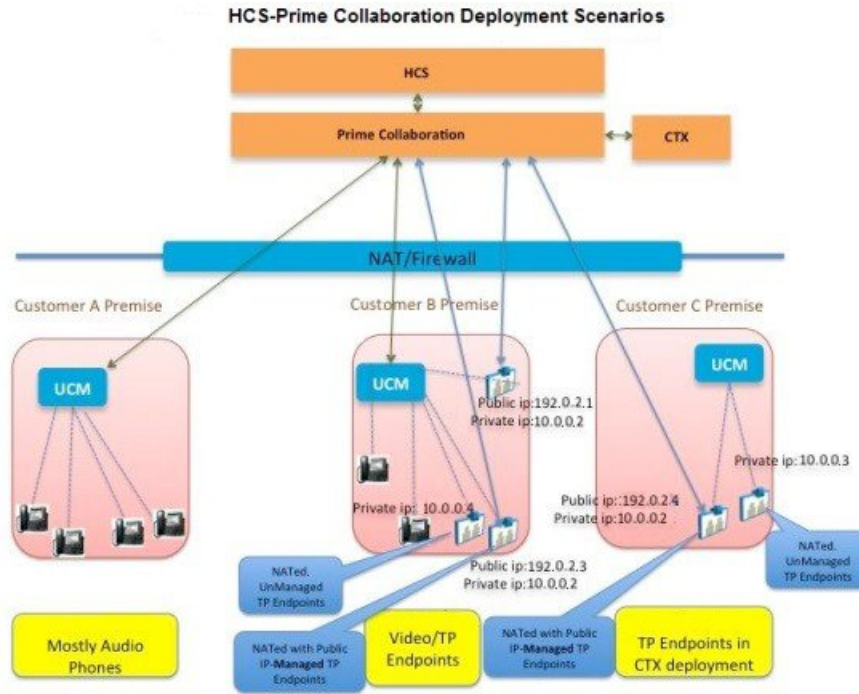 HCS-Prime Collaboration Deployment Scenarios
HCS
Prime Collaboration
CTX
NAT/Firewall
Customer A Premise
Customer B Premise
Customer C Premise
UCM
UCM
UCM
Public ip:192.0.2.1
Private ip:10.0.0.2
Private ip:10.0.0.3
Private ip: 10.0.0.4
Public ip:192.0.2.4
Private ip:10.0.0.2
Public ip:192.0.2.3
Private ip:10.0.0.2
NATed.
UnManaged
TP Endpoints
NATed.
UnManaged
TP Endpoints
NATed with Public
IP-Managed TP
Endpoints
NATed with Public
IP-Managed TP
Endpoints
Mostly Audio
Phones
Video/TP
Endpoints
TP Endpoints in
CTX deployment